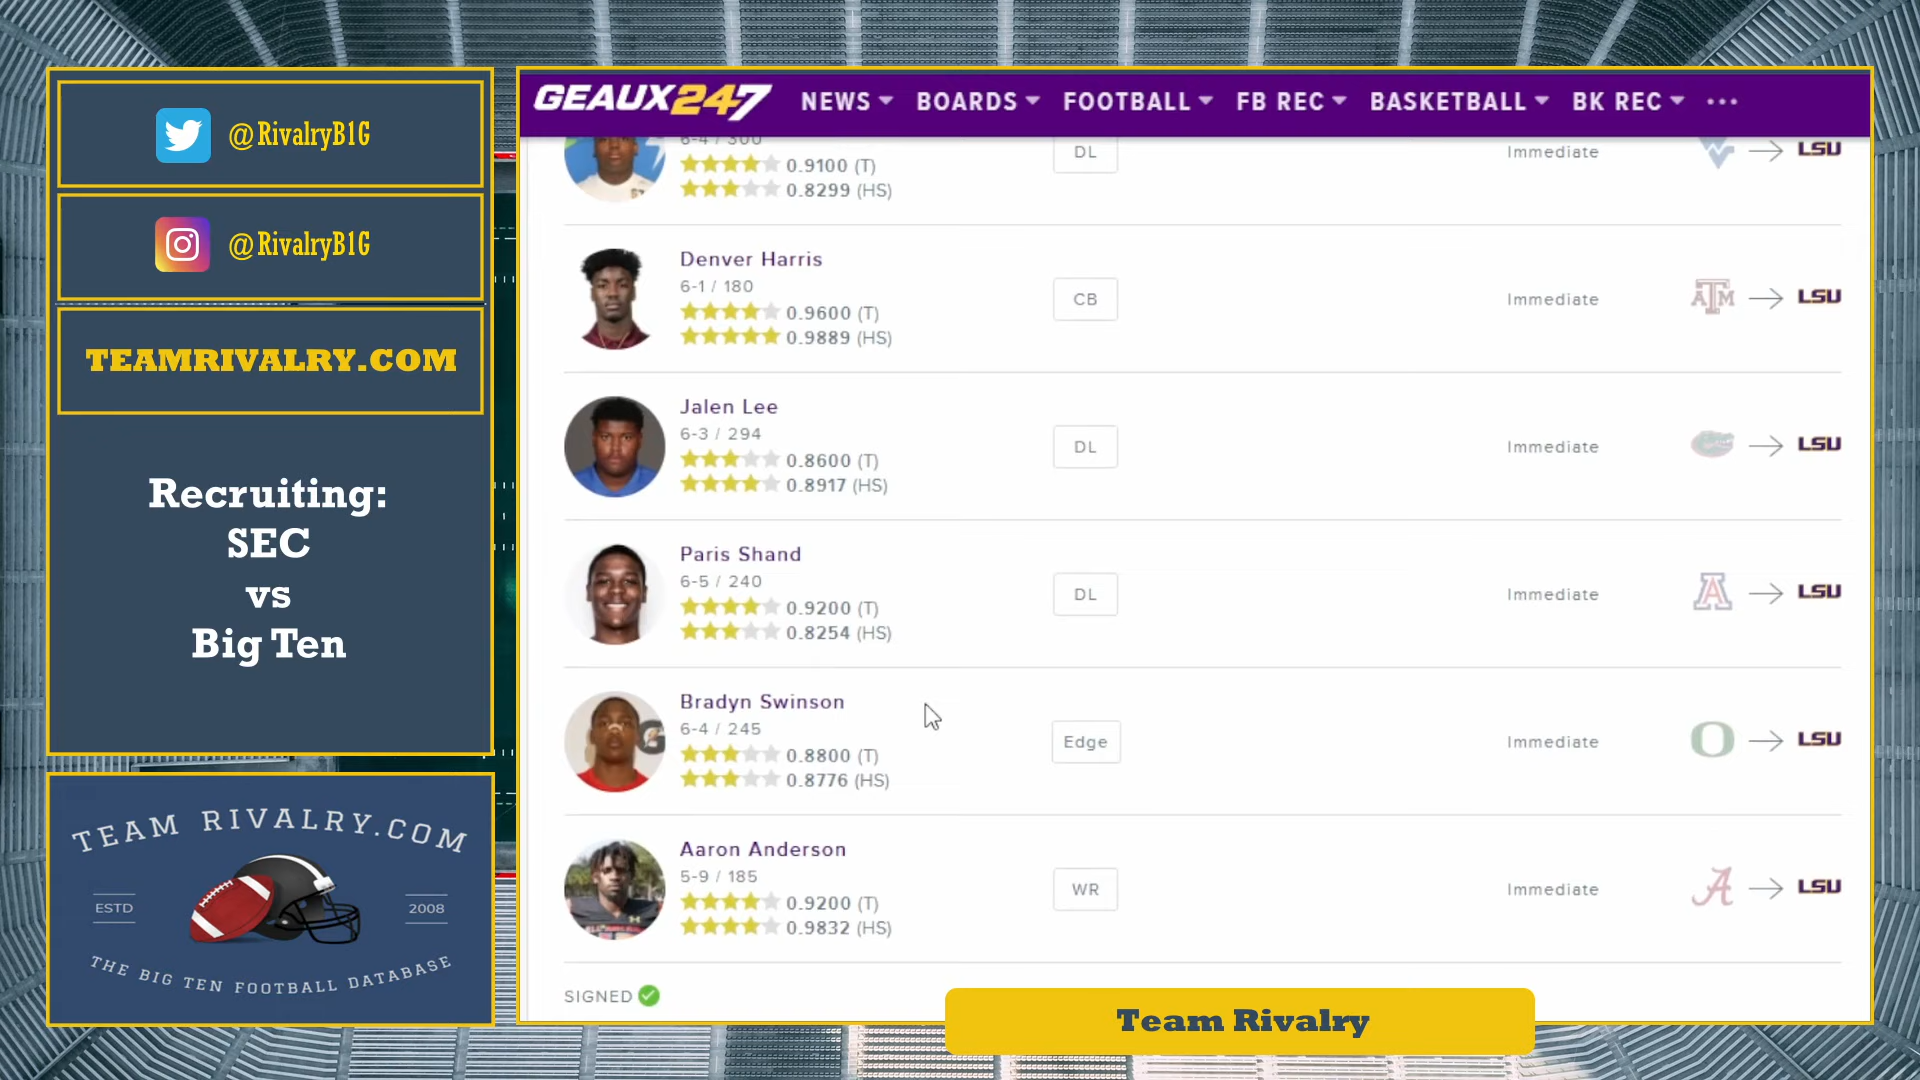 @RivalryB1G
@RivalryB1G
TEAMRIVALRY.COM
Recruiting:
SEC
vs
Big Ten
TEAM RIVALRY.COM
ESTD
2008
THE BIG TEN FOOTBALL DATABASE
GEAUX247 NEWS BOARDS FOOTBALL FB REC BASKETBALL BK REC
6-4 / 300
0.9100 (T)
0.8299 (HS)
DL
Immediate
LSU
Denver Harris
6-1 / 180
0.9600 (T)
0.9889 (HS)
CB
Immediate
ATM
LSU
Jalen Lee
6-3 / 294
0.8600 (T)
0.8917 (HS)
DL
Immediate
LSU
Paris Shand
6-5 / 240
0.9200 (T)
0.8254 (HS)
DL
Immediate
A
LSU
Bradyn Swinson
6-4 / 245
0.8800 (T)
0.8776 (HS)
Edge
Immediate
O
LSU
Aaron Anderson
5-9 / 185
0.9200 (T)
0.9832 (HS)
WR
Immediate
A
LSU
SIGNED
Team Rivalry